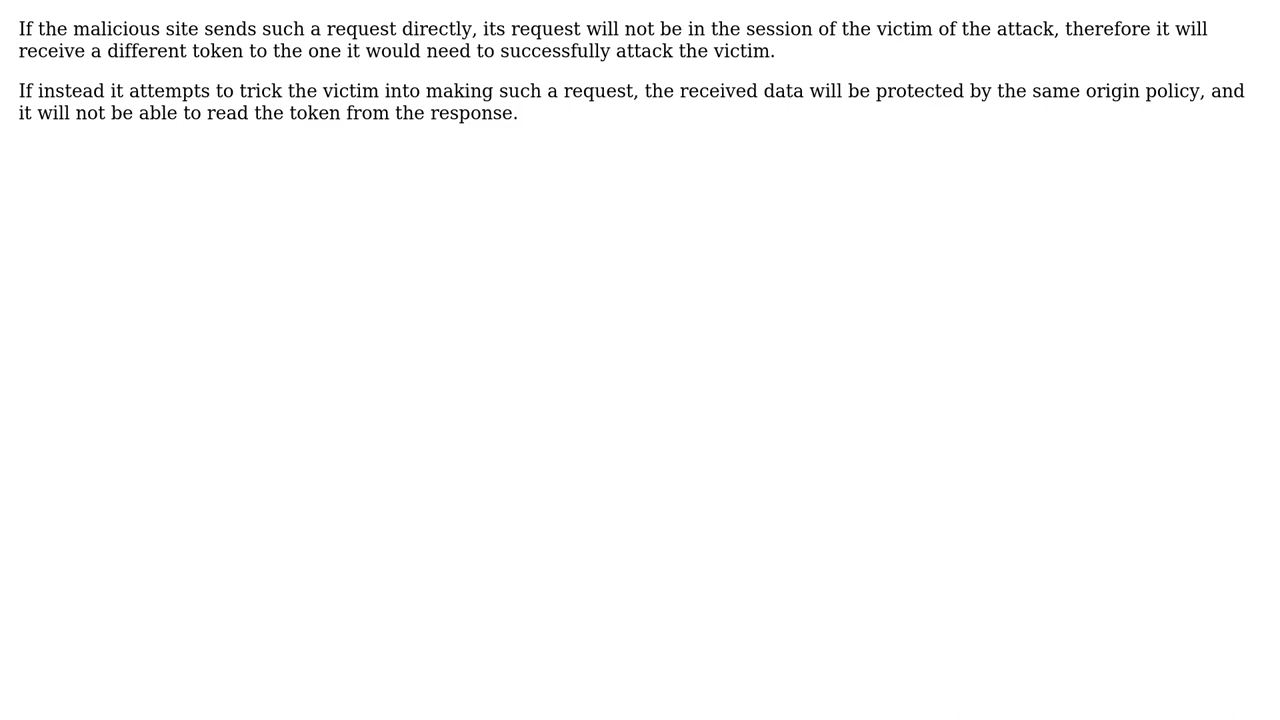 If the malicious site sends such a request directly, its request will not be in the session of the victim of the attack, therefore it will
receive a different token to the one it would need to successfully attack the victim.
If instead it attempts to trick the victim into making such a request, the received data will be protected by the same origin policy, and
it will not be able to read the token from the response.